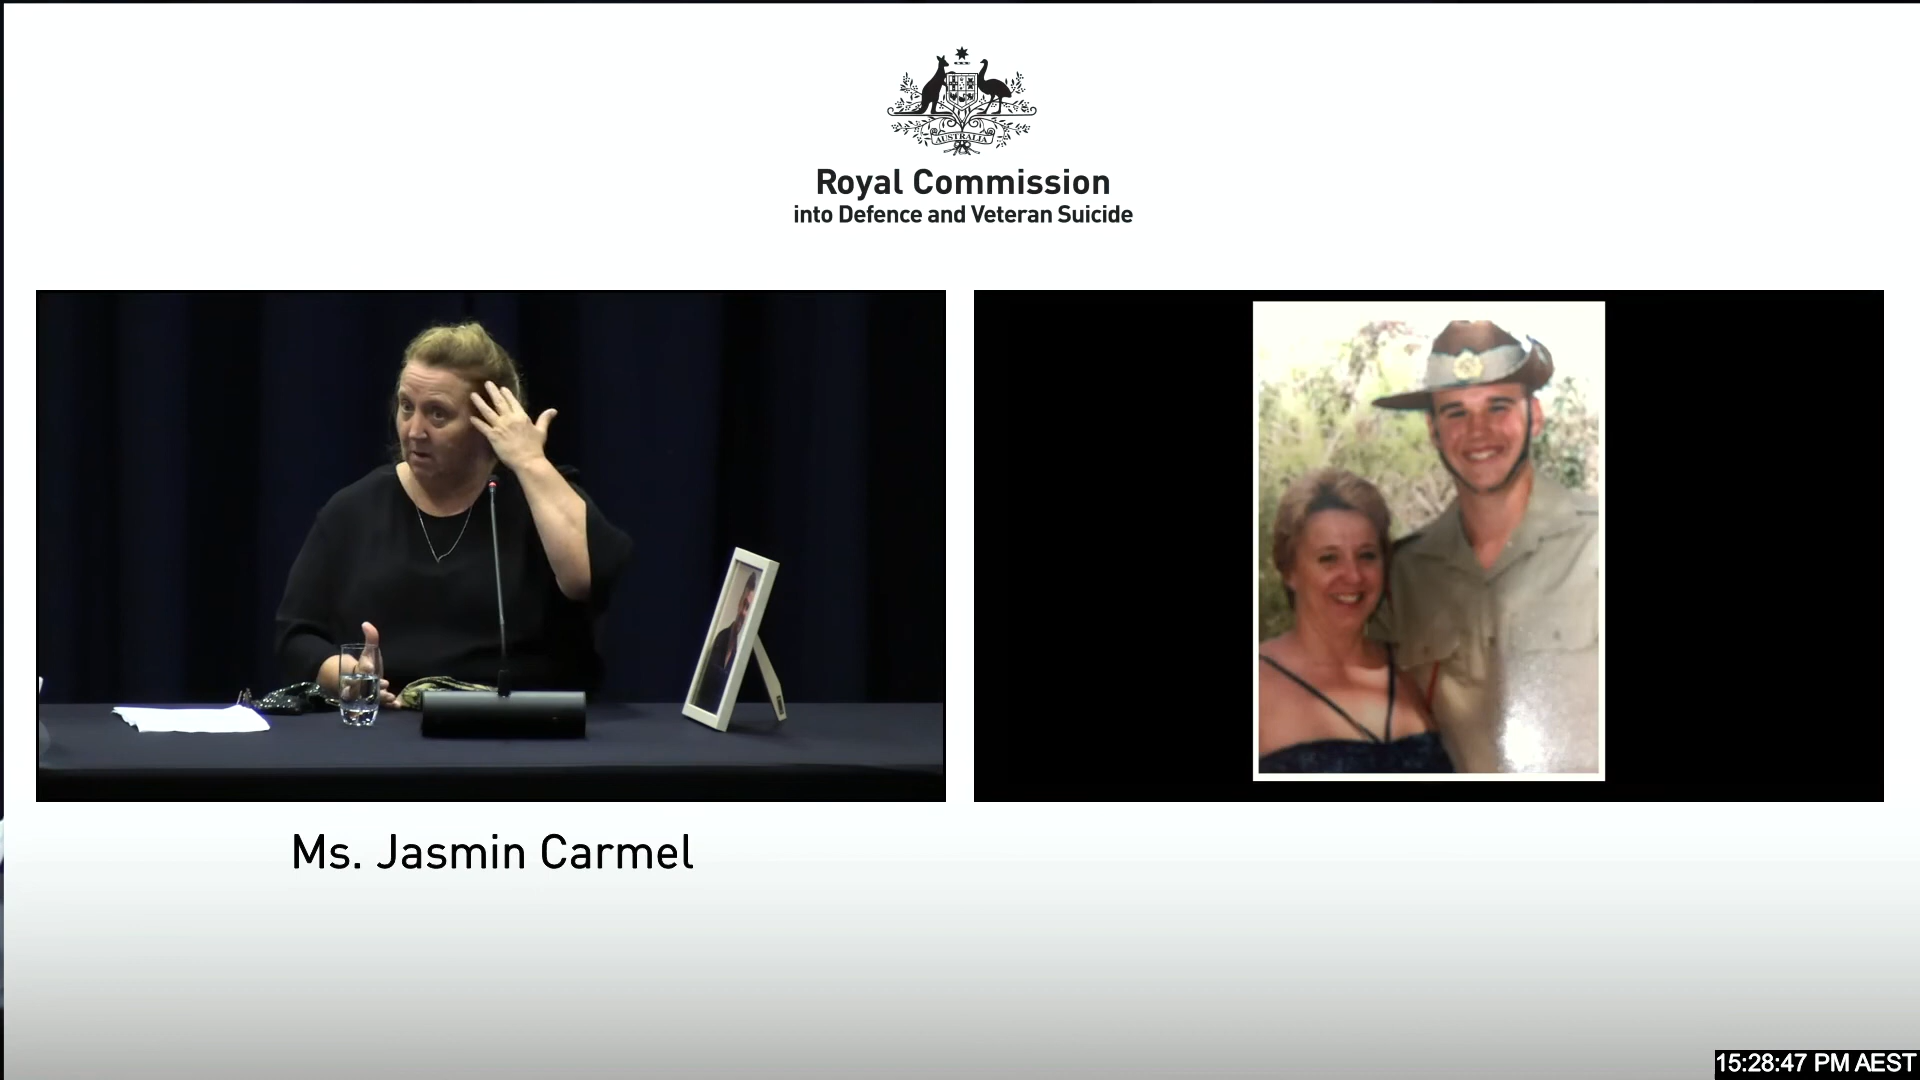 AUSTRALIA
Royal Commission
into Defence and Veteran Suicide
Ms. Jasmin Carmel
15:28:47 PM AEST